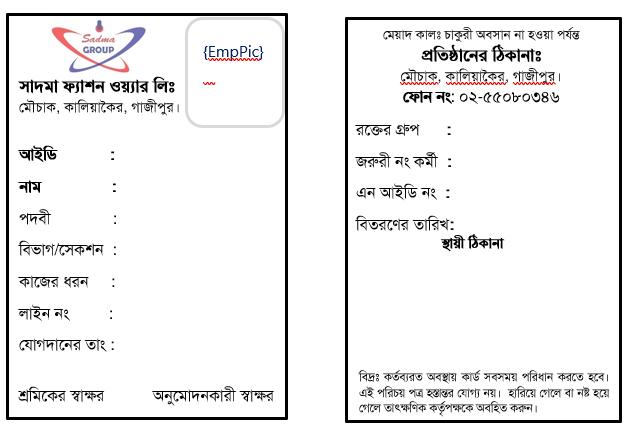 Sadma
GROUP
{EmpPic}
সাদমা ফ্যাশন ওয়্যার লিঃ
মৌচাক, কালিয়াকৈর, গাজীপুর।
আইডি :
নাম :
পদবী :
বিভাগ/সেকশন :
কাজের ধরন :
লাইন নং :
যোগদানের তাং :
শ্রমিকের স্বাক্ষর অনুমোদনকারী স্বাক্ষর
মেয়াদ কালঃ চাকুরী অবসান না হওয়া পর্যন্ত
প্রতিষ্ঠানের ঠিকানাঃ
মৌচাক, কালিয়াকৈর, গাজীপুর।
ফোন নং: ০২-৫৫০৮০৩৪৬
রক্তের গ্রুপ :
জরুরী নং কর্মী :
এন আইডি নং :
বিতরণের তারিখ:
স্থায়ী ঠিকানা
বিদ্রঃ কর্তব্যরত অবস্থায় কার্ড সবসময় পরিধান করতে হবে।
এই পরিচয় পত্র হস্তান্তর যোগ্য নয়। হারিয়ে গেলে বা নষ্ট হয়ে
গেলে তাৎক্ষণিক কর্তৃপক্ষকে অবহিত করুন।